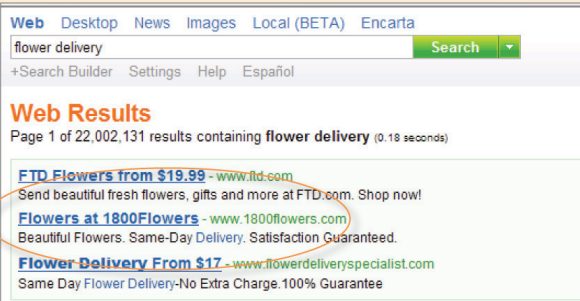 Web Desktop News Images Local (BETA) Encarta
flower delivery Search
+Search Builder Settings Help Español
Web Results
Page 1 of 22,002,131 results containing flower delivery (0.18 seconds)
FTD Flowers from $19.99 - www.ftd.com
Send beautiful fresh flowers, gifts and more at FTD.com. Shop now!
Flowers at 1800Flowers - www.1800flowers.com
Beautiful Flowers. Same-Day Delivery. Satisfaction Guaranteed.
Flower Delivery From $17 - www.flowerdeliveryspecialist.com
Same Day Flower Delivery-No Extra Charge.100% Guarantee